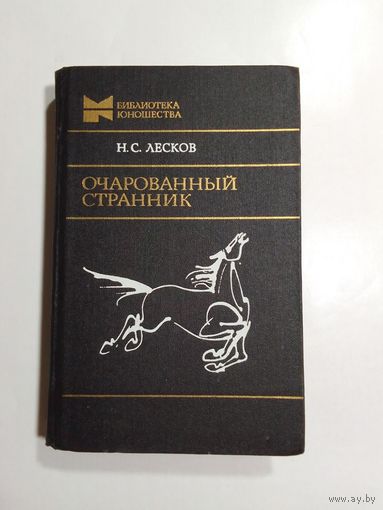 БИБЛИОТЕКА
ЮНОШЕСТВА
Н.С. ЛЕСКОВ
ОЧАРОВАННЫЙ
СТРАННИК
www.ay.by